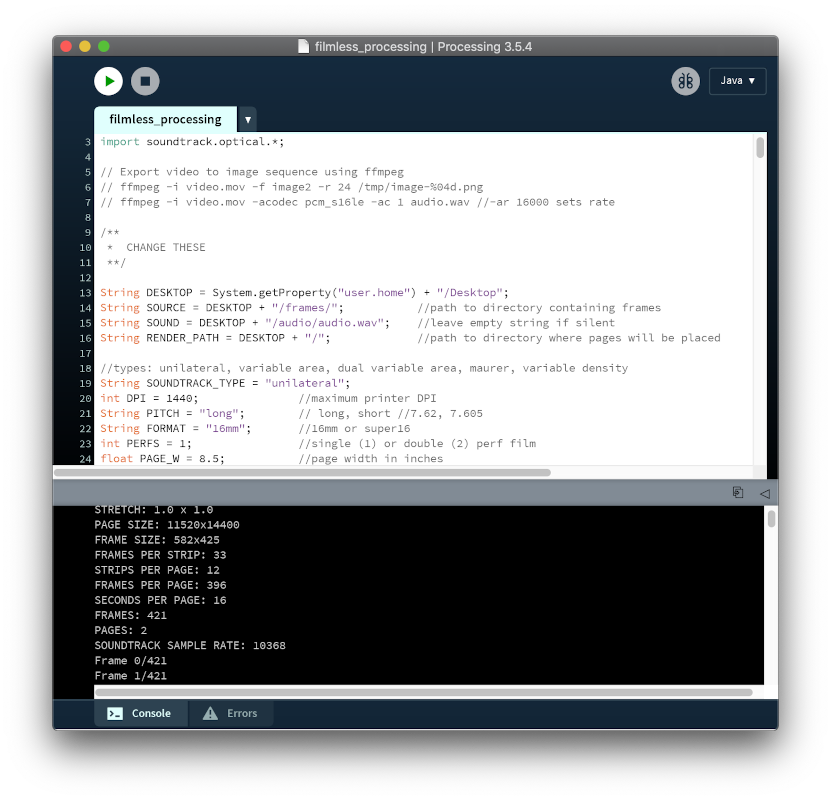 filmless_processing | Processing 3.5.4
Java ▼
filmless_processing ▼
3 import soundtrack.optical.*;
4
5 // Export video to image sequence using ffmpeg
6 // ffmpeg -i video.mov -f image2 -r 24 /tmp/image-%04d.png
7 // ffmpeg -i video.mov -acodec pcm_s16le -ac 1 audio.wav //-ar 16000 sets rate
8
9 /**
10 * CHANGE THESE
11 **/
12
13 String DESKTOP = System.getProperty("user.home") + "/Desktop";
14 String SOURCE = DESKTOP + "/frames/"; //path to directory containing frames
15 String SOUND = DESKTOP + "/audio/audio.wav"; //leave empty string if silent
16 String RENDER_PATH = DESKTOP + "/"; //path to directory where pages will be placed
17
18 //types: unilateral, variable area, dual variable area, maurer, variable density
19 String SOUNDTRACK_TYPE = "unilateral";
20 int DPI = 1440; //maximum printer DPI
21 String PITCH = "long"; // long, short //7.62, 7.605
22 String FORMAT = "16mm"; //16mm or super16
23 int PERFS = 1; //single (1) or double (2) perf film
24 float PAGE_W = 8.5; //page width in inches
STRETCH: 1.0 x 1.0
PAGE SIZE: 11520x14400
FRAME SIZE: 582x425
FRAMES PER STRIP: 33
STRIPS PER PAGE: 12
FRAMES PER PAGE: 396
SECONDS PER PAGE: 16
FRAMES: 421
PAGES: 2
SOUNDTRACK SAMPLE RATE: 10368
Frame 0/421
Frame 1/421
Console Errors